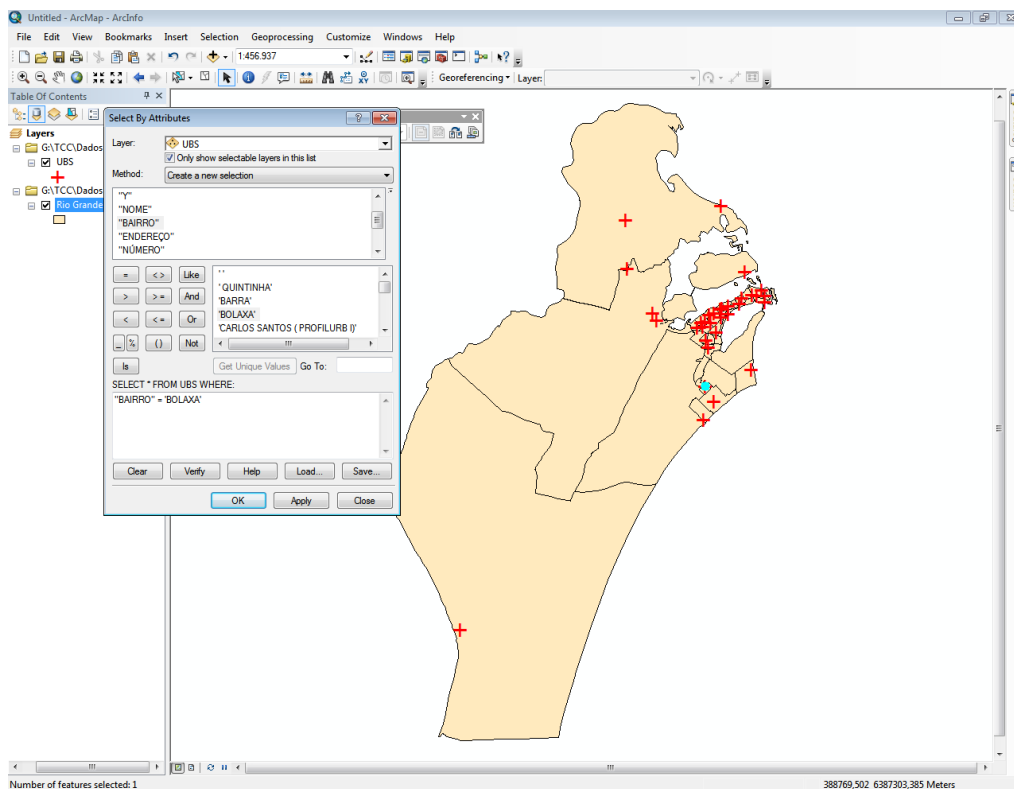 Untitled - ArcMap - ArcInfo
File Edit View Bookmarks Insert Selection Geoprocessing Customize Windows Help
1:456.937
Georeferencing Layer:
Table Of Contents
Layers
G:\TCC\Dados
UBS
G:\TCC\Dados
Rio Grande
Select By Attributes
Layer: UBS
Only show selectable layers in this list
Method: Create a new selection
"Y"
"NOME"
"BAIRRO"
"ENDEREÇO"
"NÚMERO"
= <> Like
> >= And
< <= Or
_ % () Not
Is
' '
' QUINTINHA'
'BARRA'
'BOLAXA'
'CARLOS SANTOS ( PROFILURB I)'
Get Unique Values Go To:
SELECT * FROM UBS WHERE:
"BAIRRO" = 'BOLAXA'
Clear Verify Help Load... Save...
OK Apply Close
Number of features selected: 1
388769,502 6387303,385 Meters